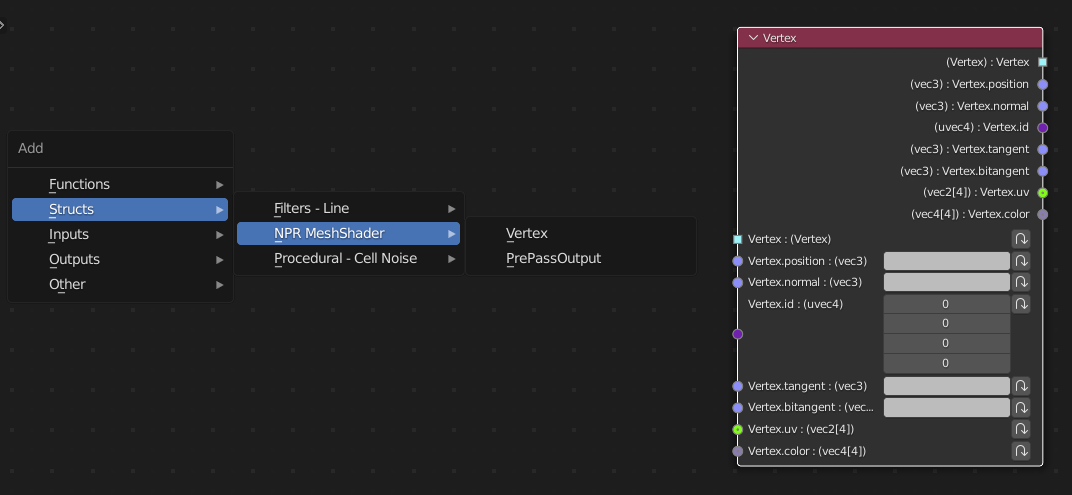 Add
Functions
Structs
Inputs
Outputs
Other
Filters - Line
NPR MeshShader
Procedural - Cell Noise
Vertex
PrePassOutput
Vertex
(Vertex) : Vertex
(vec3) : Vertex.position
(vec3) : Vertex.normal
(uvec4) : Vertex.id
(vec3) : Vertex.tangent
(vec3) : Vertex.bitangent
(vec2[4]) : Vertex.uv
(vec4[4]) : Vertex.color
Vertex : (Vertex)
Vertex.position : (vec3)
Vertex.normal : (vec3)
Vertex.id : (uvec4) 0
0
0
0
Vertex.tangent : (vec3)
Vertex.bitangent : (vec...
Vertex.uv : (vec2[4])
Vertex.color : (vec4[4])